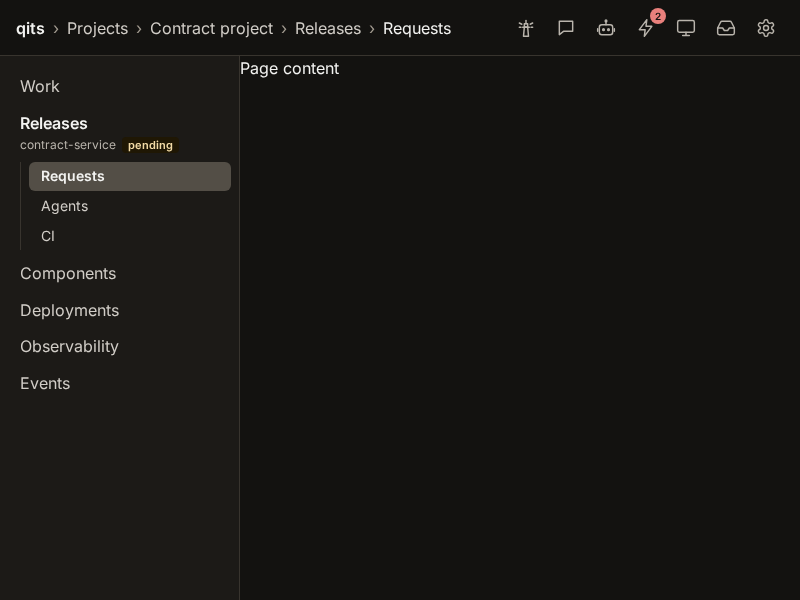 qits › Projects › Contract project › Releases › Requests
2
Work
Releases
contract-service pending
Requests
Agents
CI
Components
Deployments
Observability
Events
Page content